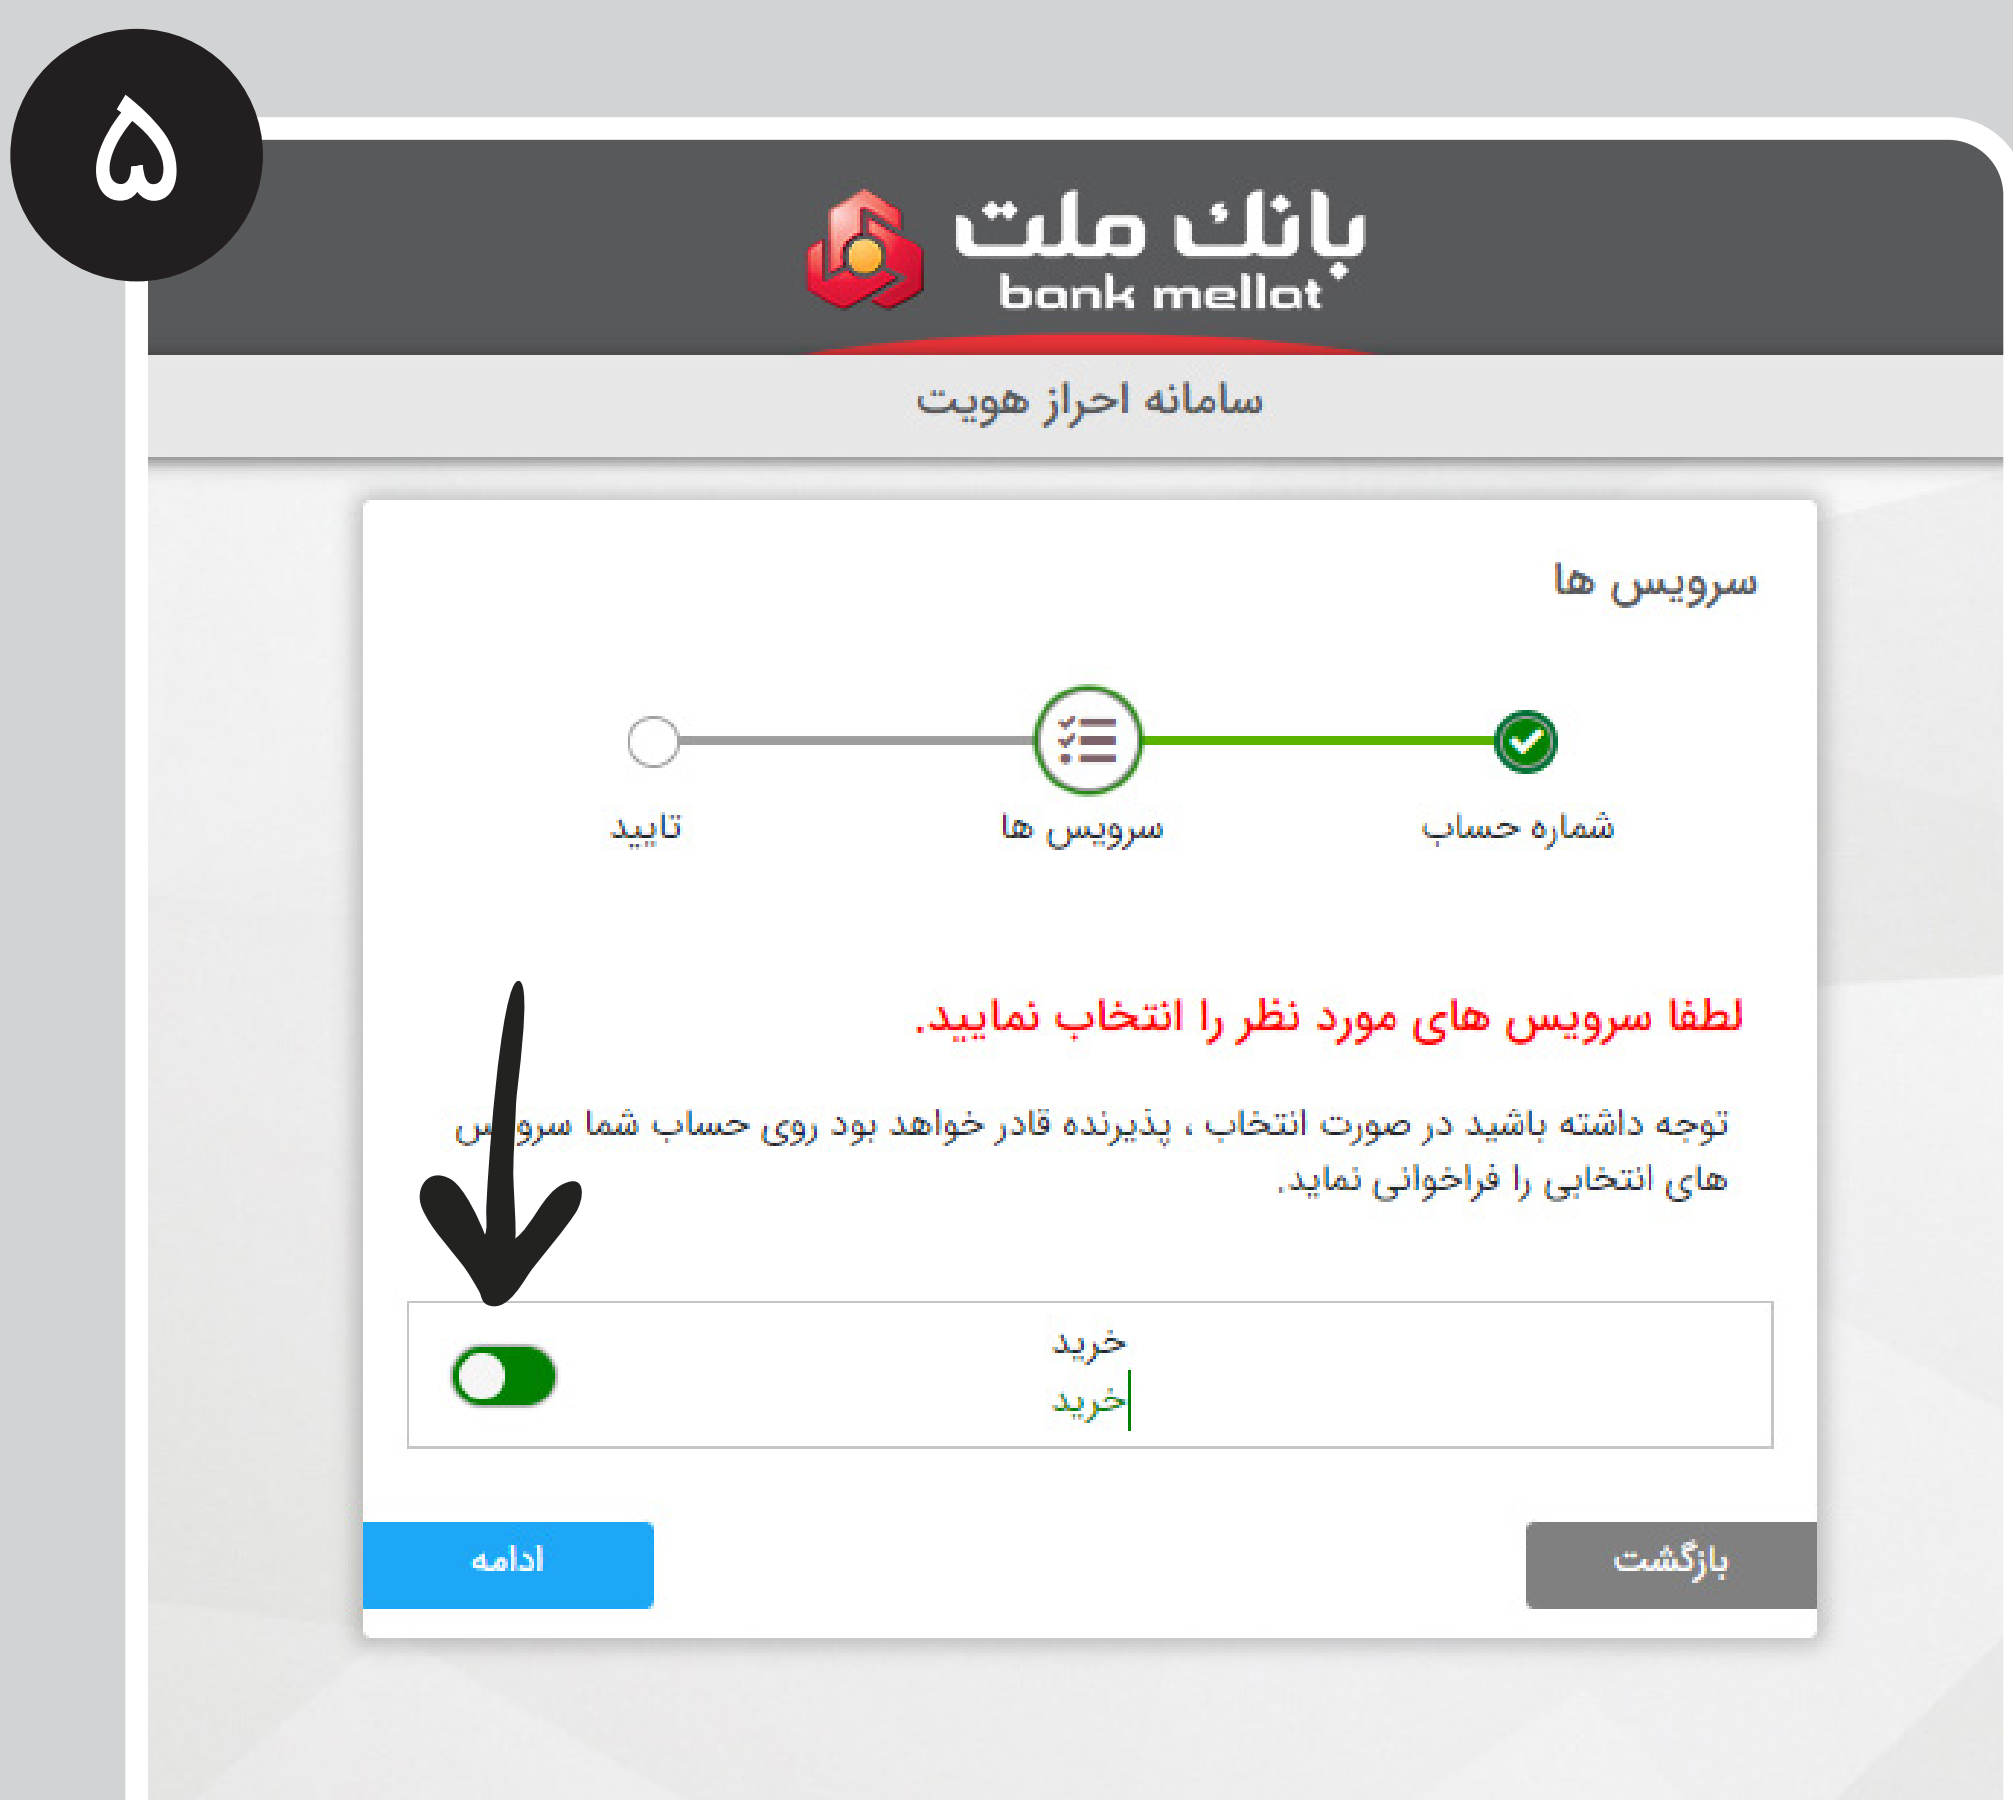 ۵
بانك ملت
bank mellat
سامانه احراز هویت
سرویس ها
شماره حساب
سرویس ها
تایید
لطفا سرویس های مورد نظر را انتخاب نمایید.
توجه داشته باشید در صورت انتخاب ، پذیرنده قادر خواهد بود روی حساب شما سرویس
های انتخابی را فراخوانی نماید.
خرید
خرید
بازگشت
ادامه